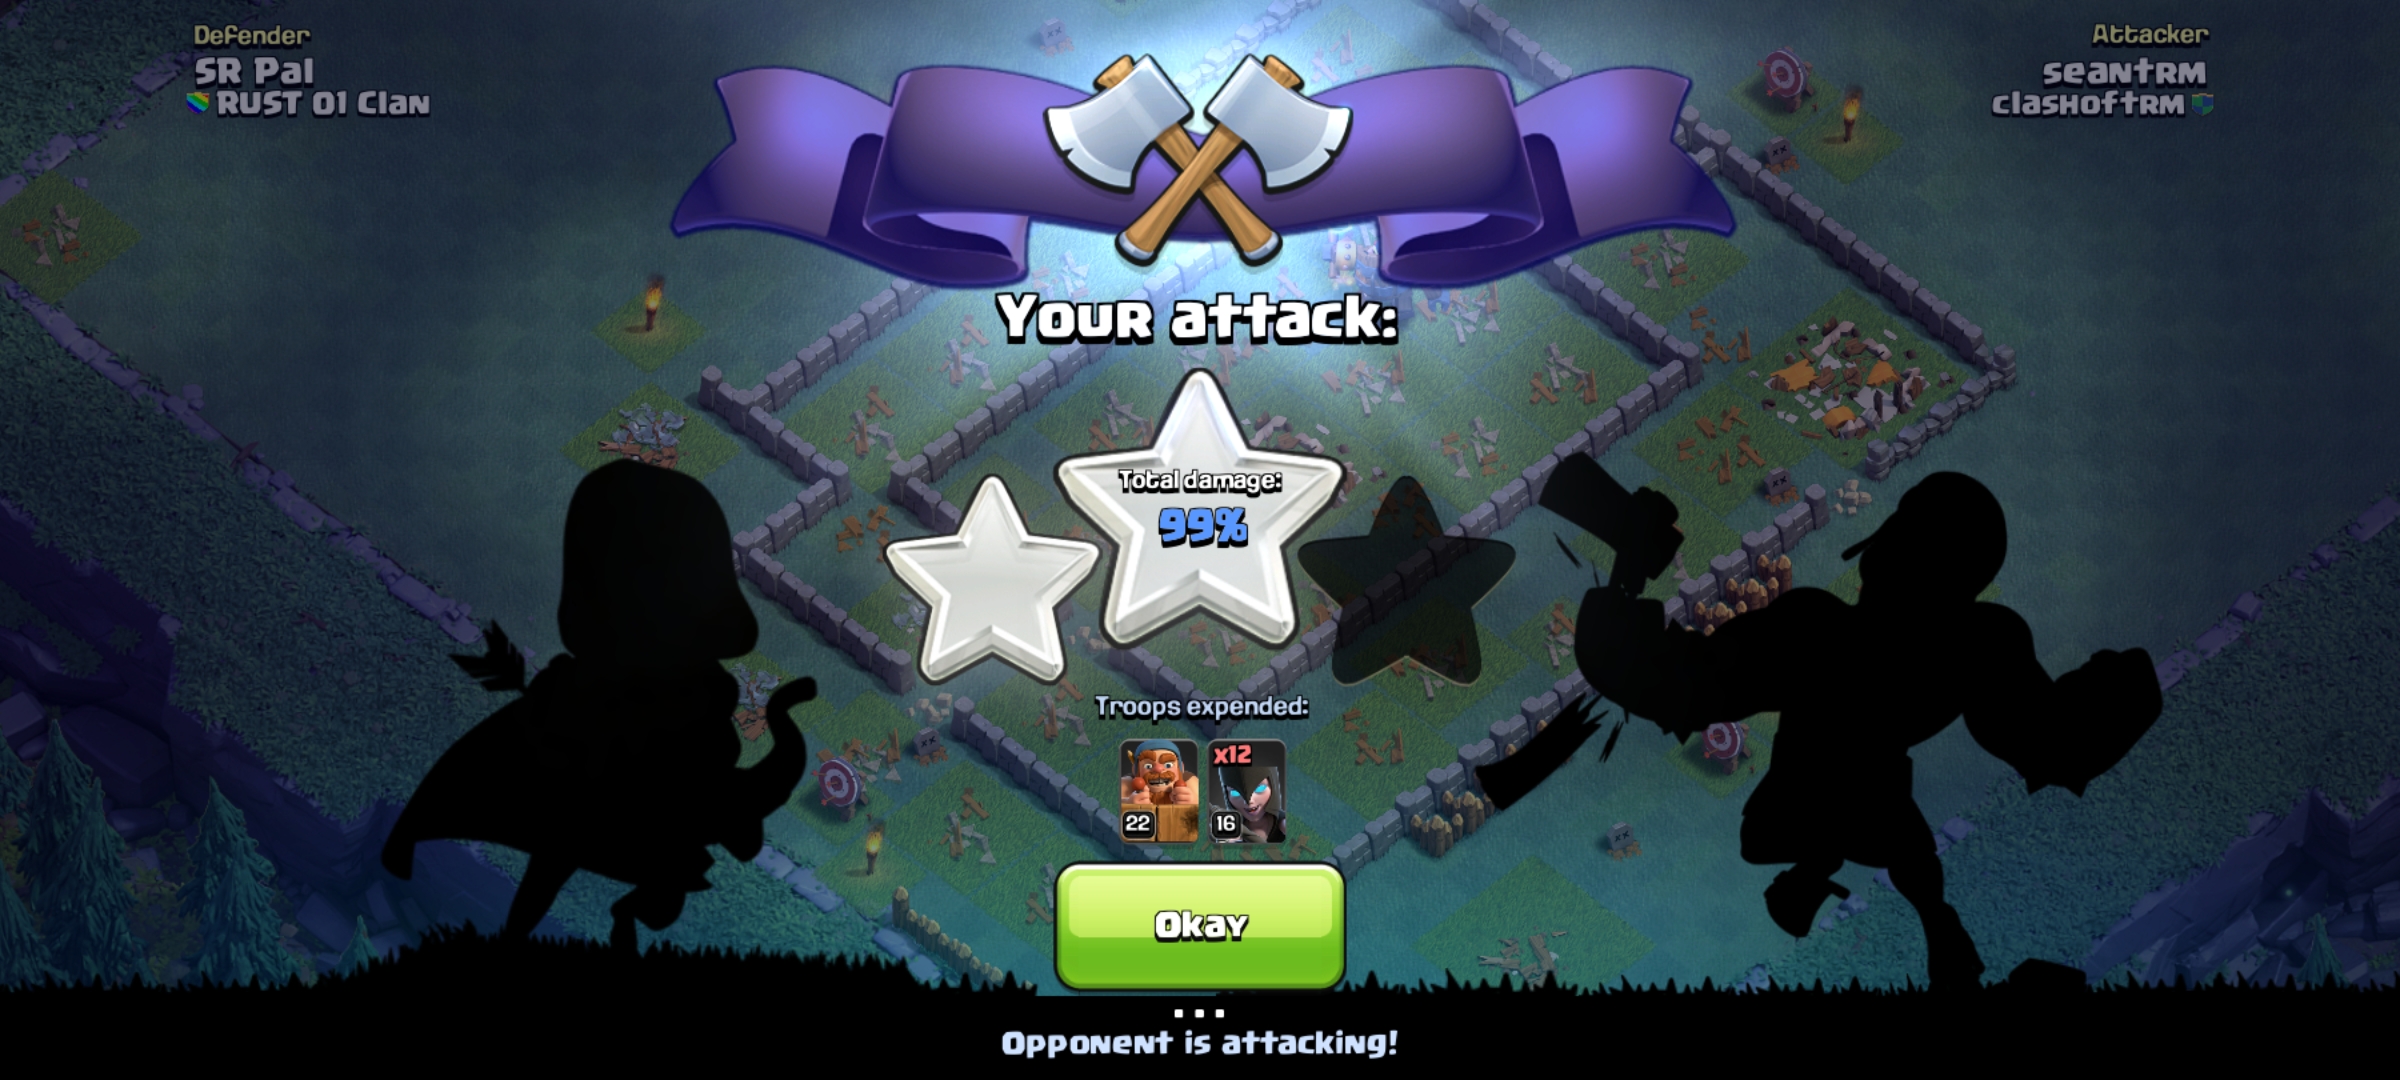 Defender
SR Pal
RUST 01 Clan
Attacker
seantRM
clashoftRM
Your attack:
Total damage:
99%
Troops expended:
x12
22
16
Okay
...
Opponent is attacking!